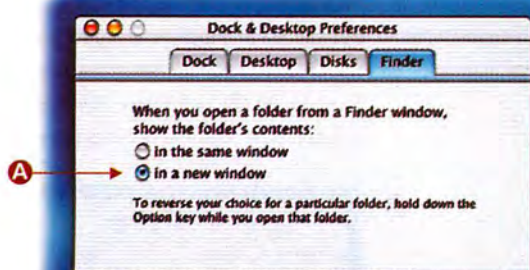 Dock & Desktop Preferences
Dock Desktop Disks Finder
When you open a folder from a Finder window,
show the folder's contents:
in the same window
A
in a new window
To reverse your choice for a particular folder, hold down the
Option key while you open that folder.